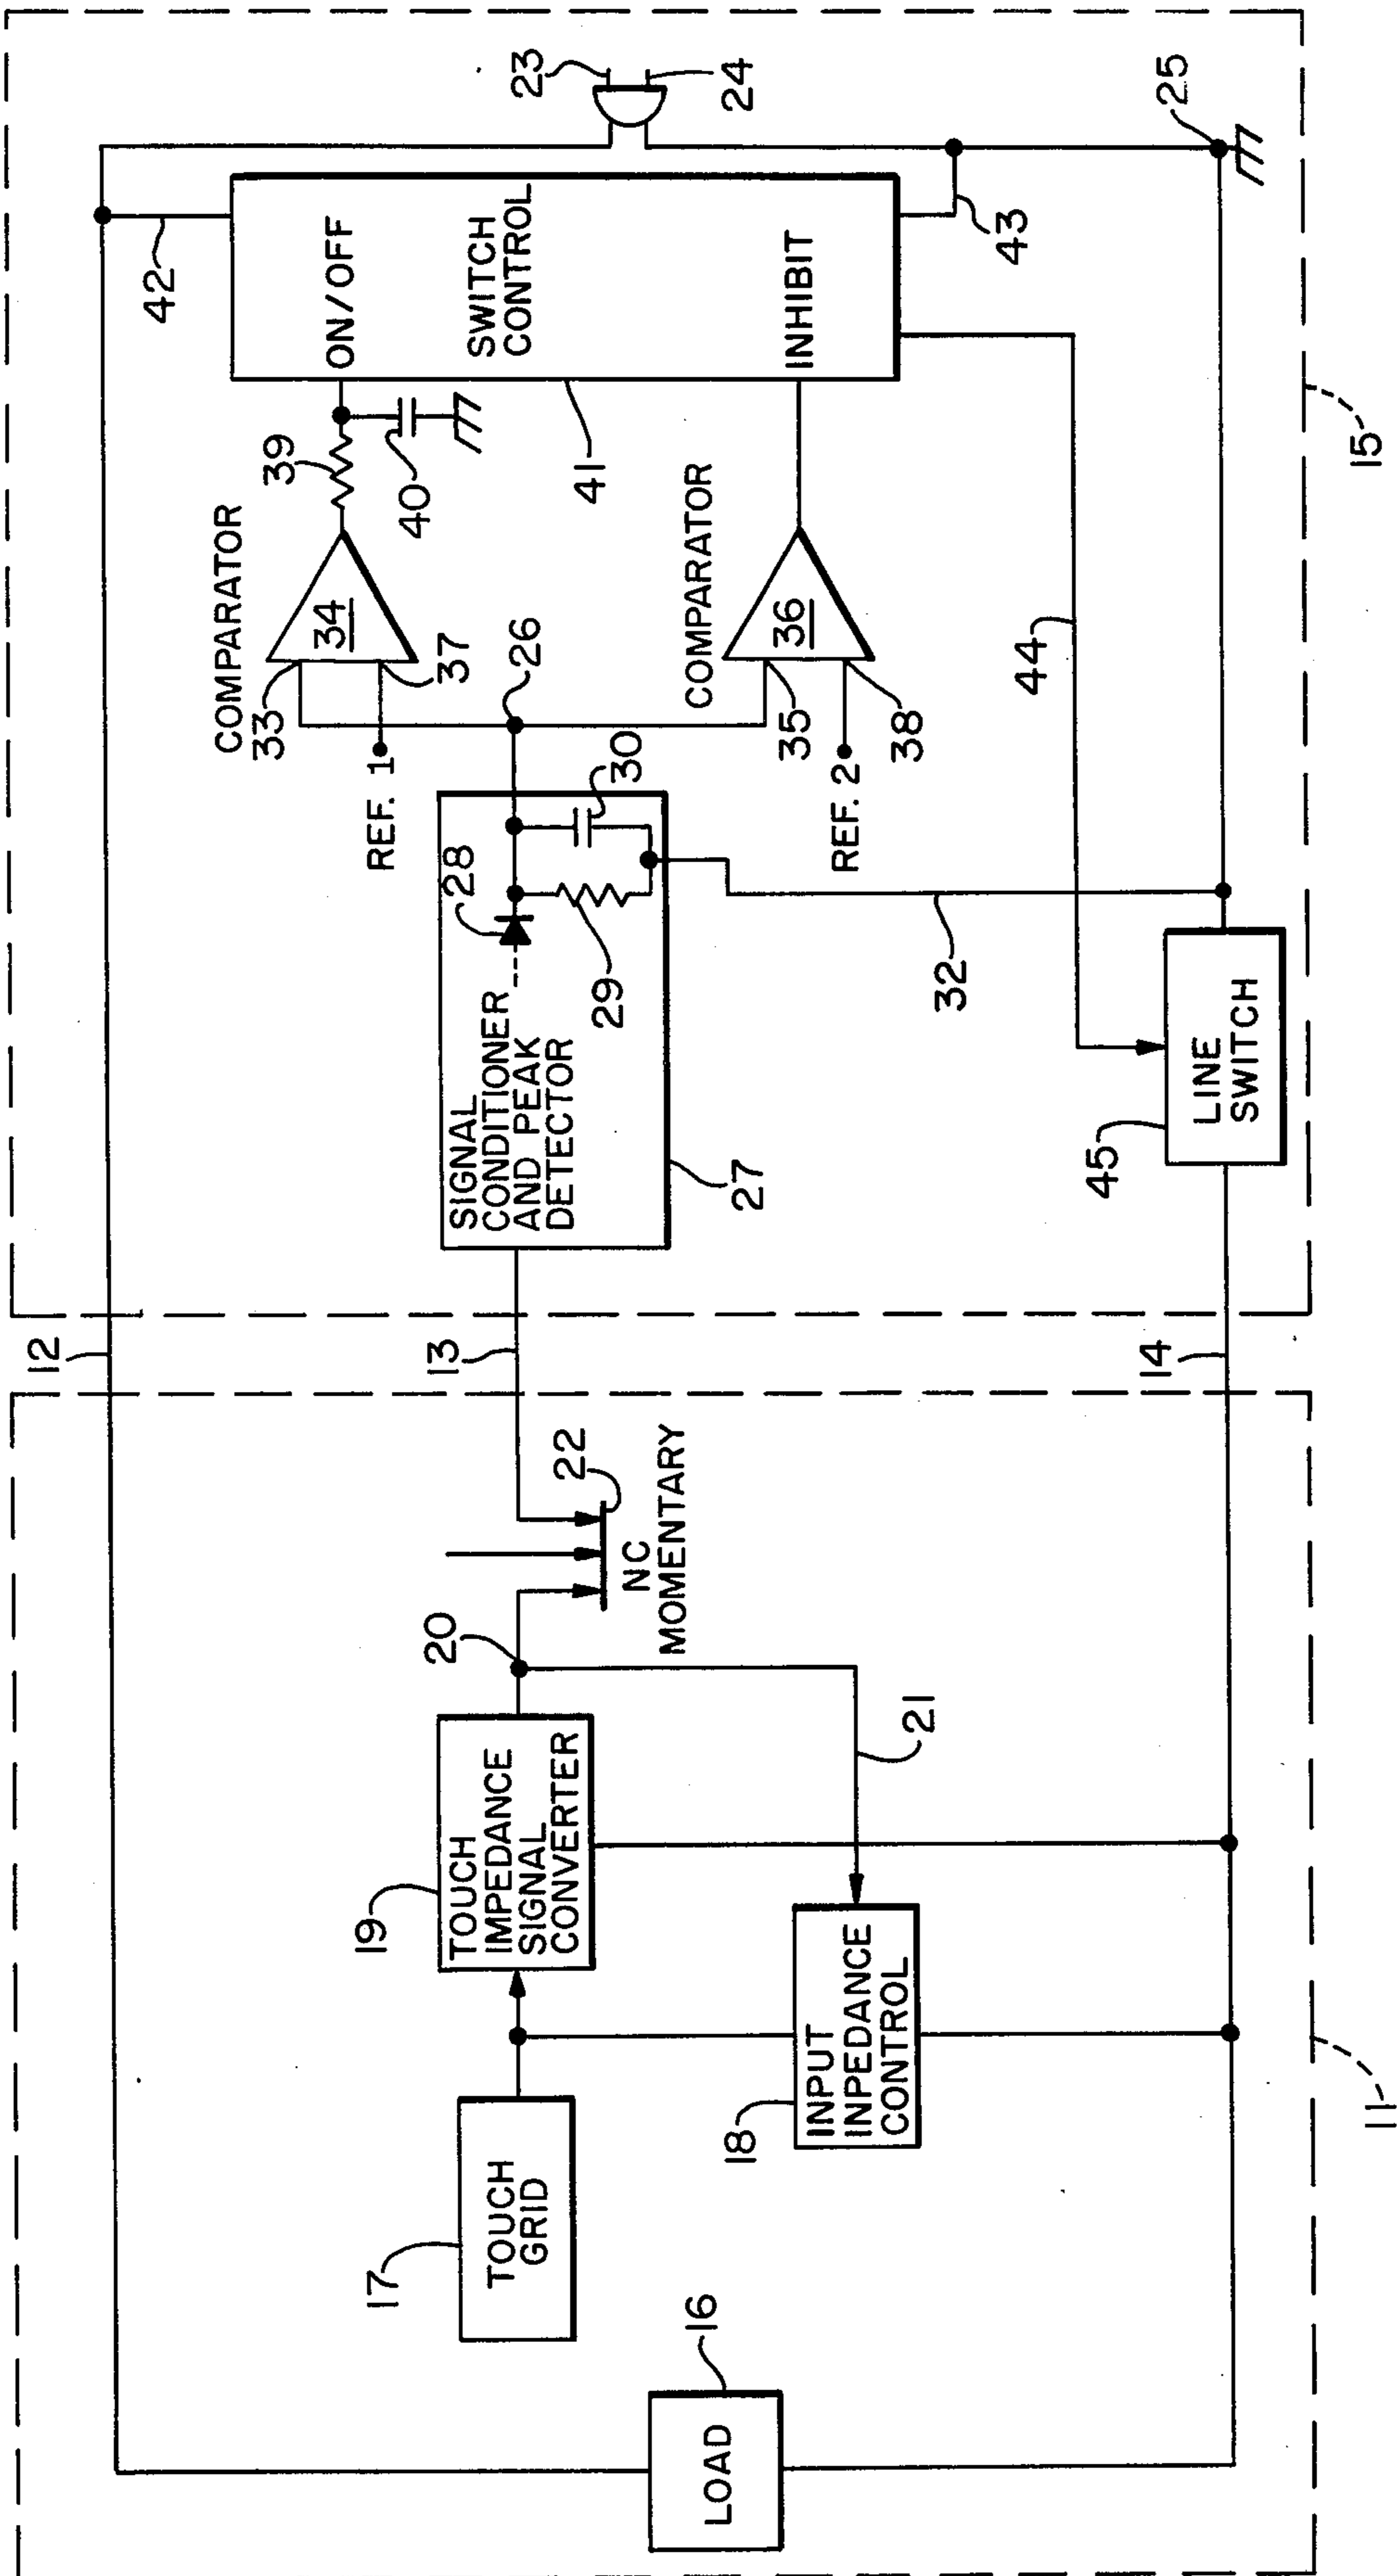 12
13
14
TOUCH
GRID
17
LOAD
16
TOUCH
IMPEDANCE
SIGNAL
CONVERTER
19
20
21
INPUT
INPEDANCE
CONTROL
18
22
NC
MOMENTARY
11
SIGNAL
CONDITIONER
AND PEAK
DETECTOR
27
28
29
30
32
26
COMPARATOR
33
34
37
REF. 1
39
40
COMPARATOR
35
36
38
REF. 2
ON/OFF
SWITCH
CONTROL
INHIBIT
41
42
43
44
23
24
25
LINE
SWITCH
45
15